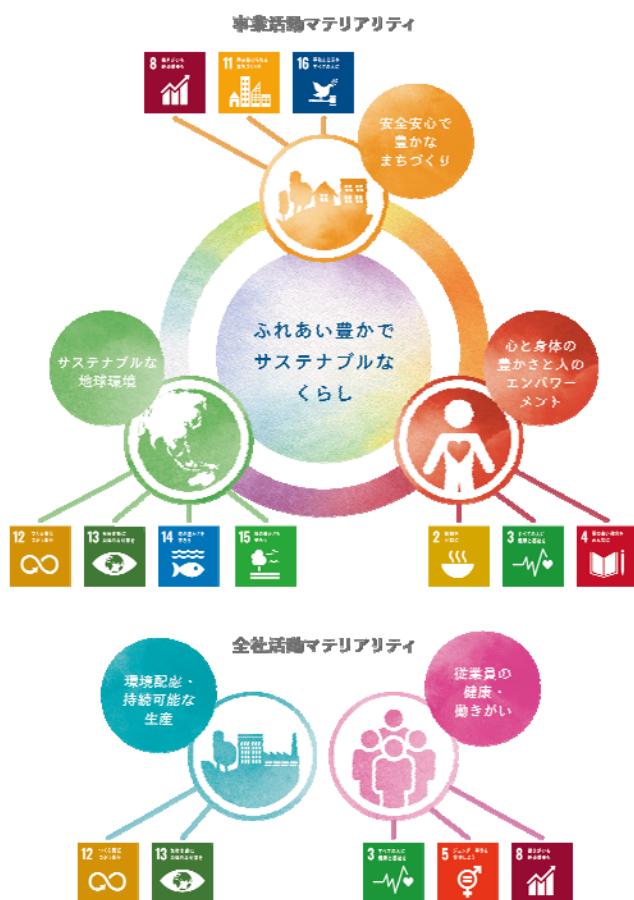 事業活動マテリアリティ
8
11
16
安全安心で
豊かな
まちづくり
ふれあい豊かで
サステナブルな
くらし
サステナブルな
地球環境
心と身体の
豊かさと人の
エンパワー
メント
12
13
14
15
2
3
4
全社活動マテリアリティ
環境配慮・
持続可能な
生産
従業員の
健康・
働きがい
12
13
3
5
8